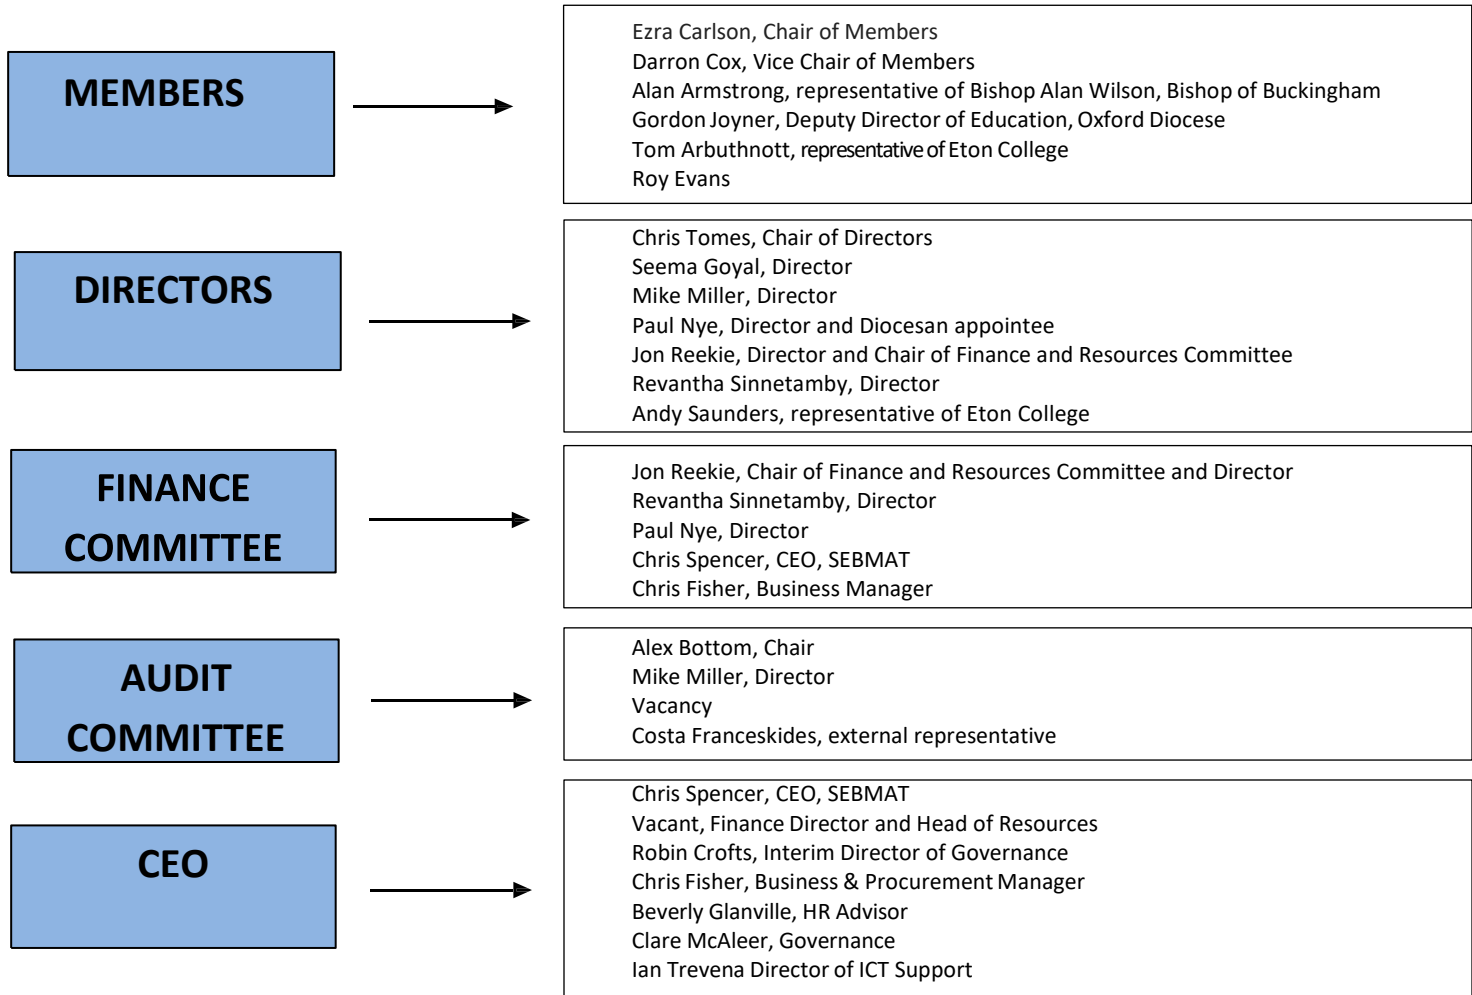 MEMBERS
Ezra Carlson, Chair of Members
Darron Cox, Vice Chair of Members
Alan Armstrong, representative of Bishop Alan Wilson, Bishop of Buckingham
Gordon Joyner, Deputy Director of Education, Oxford Diocese
Tom Arbuthnott, representative of Eton College
Roy Evans
DIRECTORS
Chris Tomes, Chair of Directors
Seema Goyal, Director
Mike Miller, Director
Paul Nye, Director and Diocesan appointee
Jon Reekie, Director and Chair of Finance and Resources Committee
Revantha Sinnetamby, Director
Andy Saunders, representative of Eton College
FINANCE
COMMITTEE
Jon Reekie, Chair of Finance and Resources Committee and Director
Revantha Sinnetamby, Director
Paul Nye, Director
Chris Spencer, CEO, SEBMAT
Chris Fisher, Business Manager
AUDIT
COMMITTEE
Alex Bottom, Chair
Mike Miller, Director
Vacancy
Costa Franceskides, external representative
CEO
Chris Spencer, CEO, SEBMAT
Vacant, Finance Director and Head of Resources
Robin Crofts, Interim Director of Governance
Chris Fisher, Business & Procurement Manager
Beverly Glanville, HR Advisor
Clare McAleer, Governance
Ian Trevena Director of ICT Support